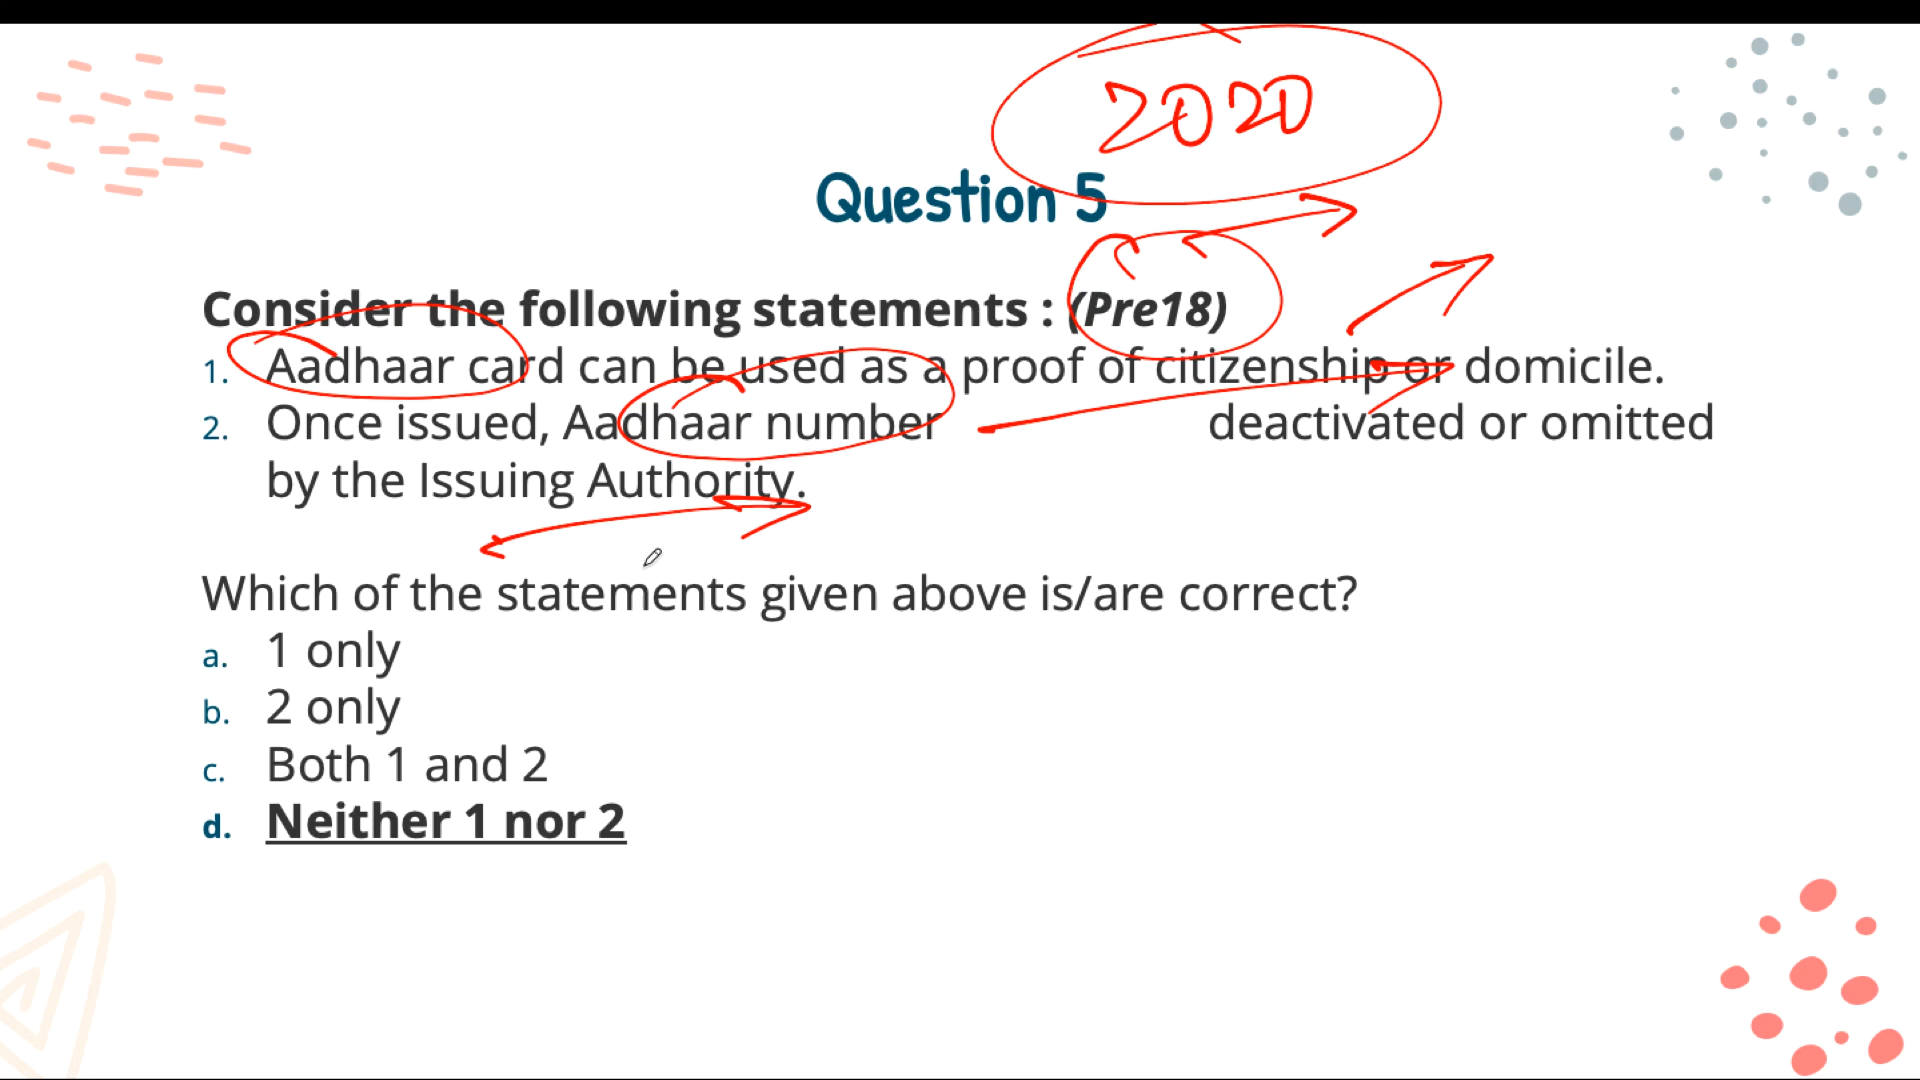 2020
Question 5
Consider the following statements : (Pre18)
1. Aadhaar card can be used as a proof of citizenship or domicile.
2. Once issued, Aadhaar number deactivated or omitted
by the Issuing Authority.
Which of the statements given above is/are correct?
a. 1 only
b. 2 only
c. Both 1 and 2
d. Neither 1 nor 2